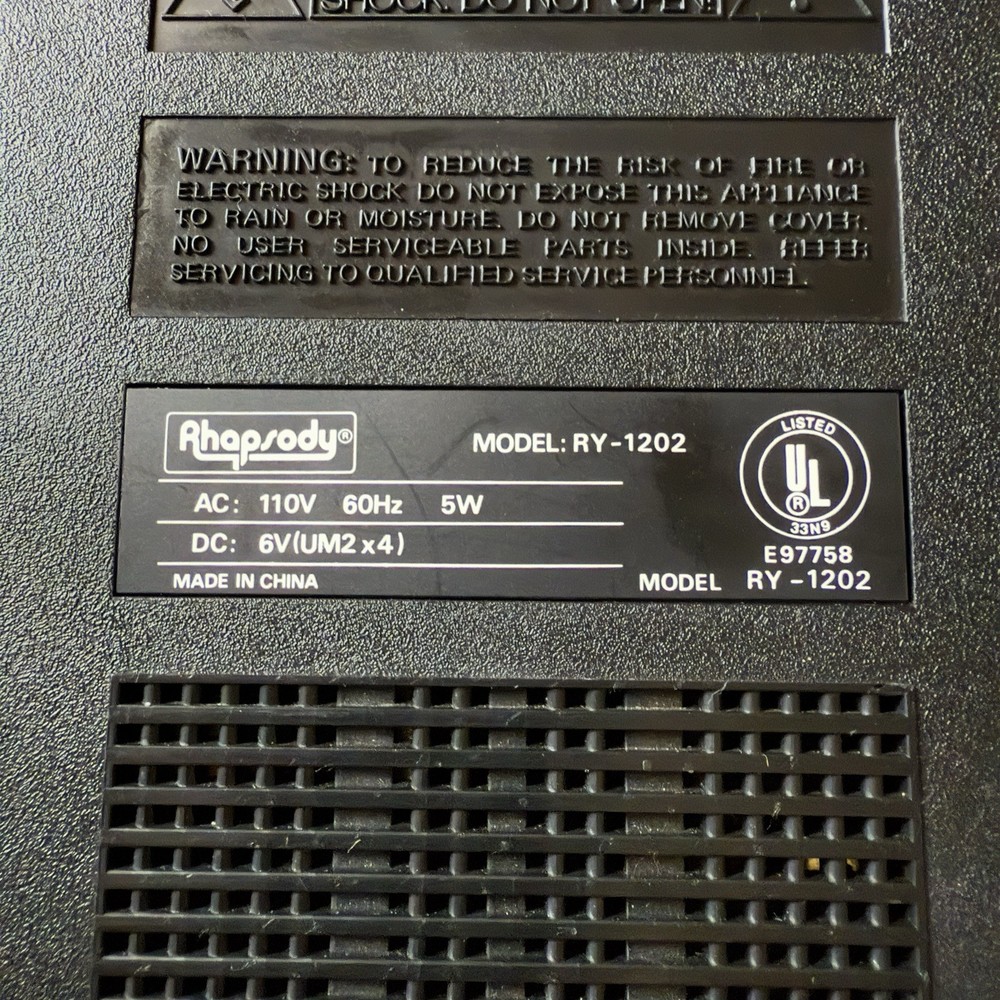 SHOCK. DO NOT OPEN!
WARNING: TO REDUCE THE RISK OF FIRE OR
ELECTRIC SHOCK DO NOT EXPOSE THIS APPLIANCE
TO RAIN OR MOISTURE. DO NOT REMOVE COVER.
NO USER SERVICEABLE PARTS INSIDE. REFER
SERVICING TO QUALIFIED SERVICE PERSONNEL.
Rhapsody®
MODEL: RY-1202
AC: 110V 60Hz 5W
DC: 6V(UM2x4)
MADE IN CHINA
LISTED
UL®
33N9
E97758
MODEL RY-1202